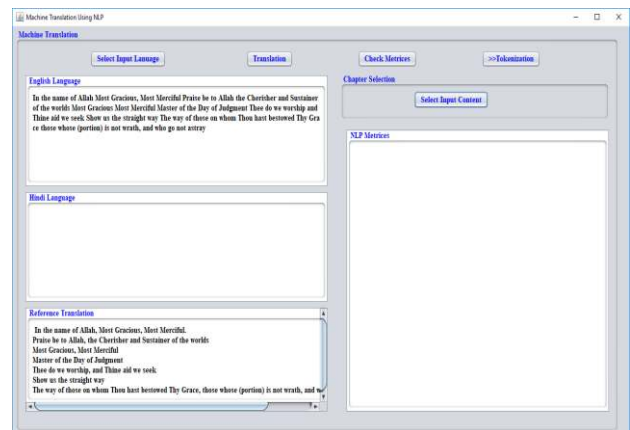 Machine Translation Using NLP
Machine Translation
Select Input Lanuage
Translation
Check Metrices
>>Tokenization
English Language
In the name of Allah Most Gracious, Most Merciful Praise be to Allah the Cherisher and Sustainer
of the worlds Most Gracious Most Merciful Master of the Day of Judgment Thee do we worship and
Thine aid we seek Show us the straight way The way of those on whom Thou hast bestowed Thy Gra
ce those whose (portion) is not wrath, and who go not astray
Chapter Selection
Select Input Content
NLP Metrices
Hindi Language
Reference Translation
In the name of Allah, Most Gracious, Most Merciful.
Praise be to Allah, the Cherisher and Sustainer of the worlds
Most Gracious, Most Merciful
Master of the Day of Judgment
Thee do we worship, and Thine aid we seek
Show us the straight way
The way of those on whom Thou hast bestowed Thy Grace, those whose (portion) is not wrath, and w